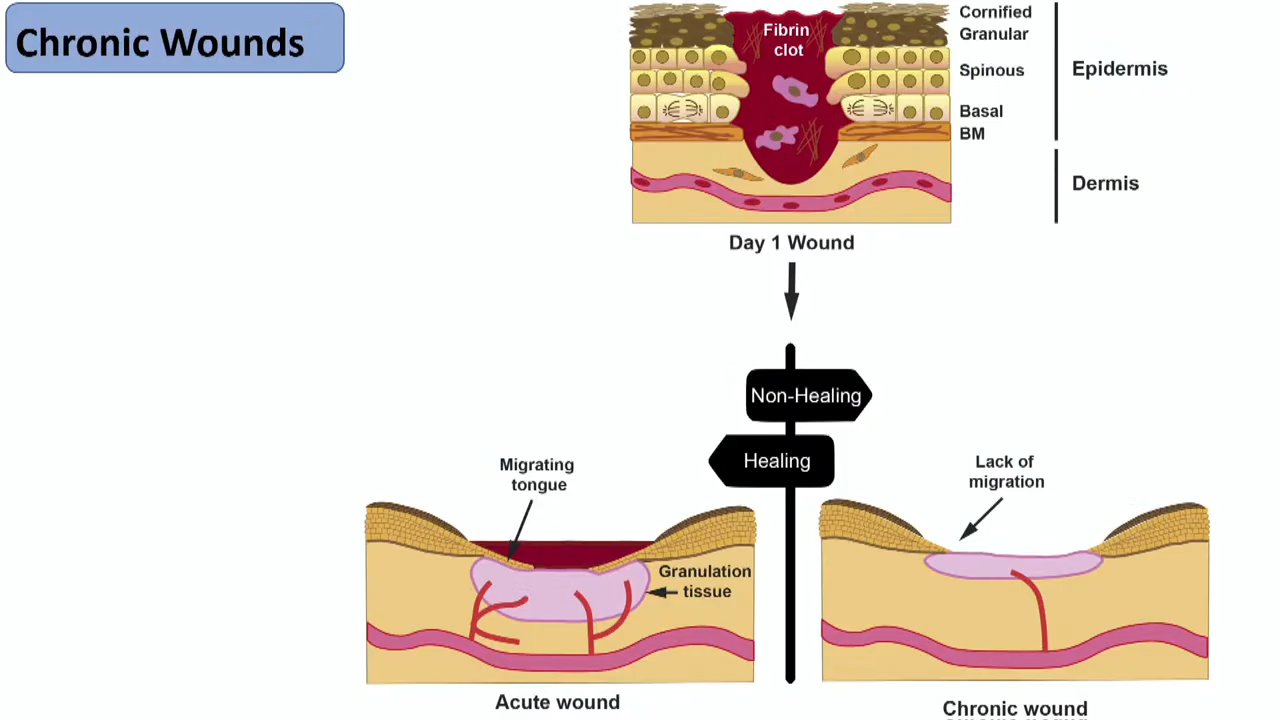 Chronic Wounds
Fibrin
clot
Cornified
Granular
Spinous
Basal
BM
Epidermis
Dermis
Day 1 Wound
Non-Healing
Healing
Migrating
tongue
Granulation
tissue
Acute wound
Lack of
migration
Chronic wound